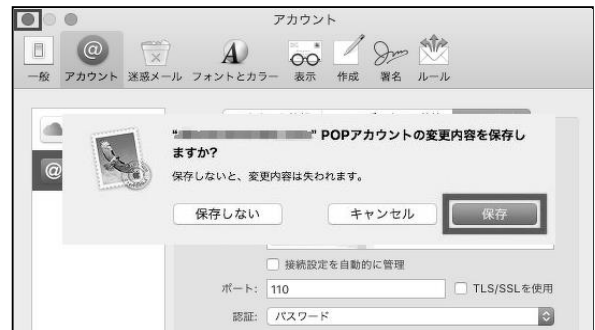 アカウント
一般 アカウント 迷惑メール フォントとカラー 表示 作成 署名 ルール
“ ” POPアカウントの変更内容を保存し
ますか?
保存しないと、変更内容は失われます。
保存しない キャンセル 保存
接続設定を自動的に管理
ポート: 110 TLS/SSLを使用
認証: パスワード